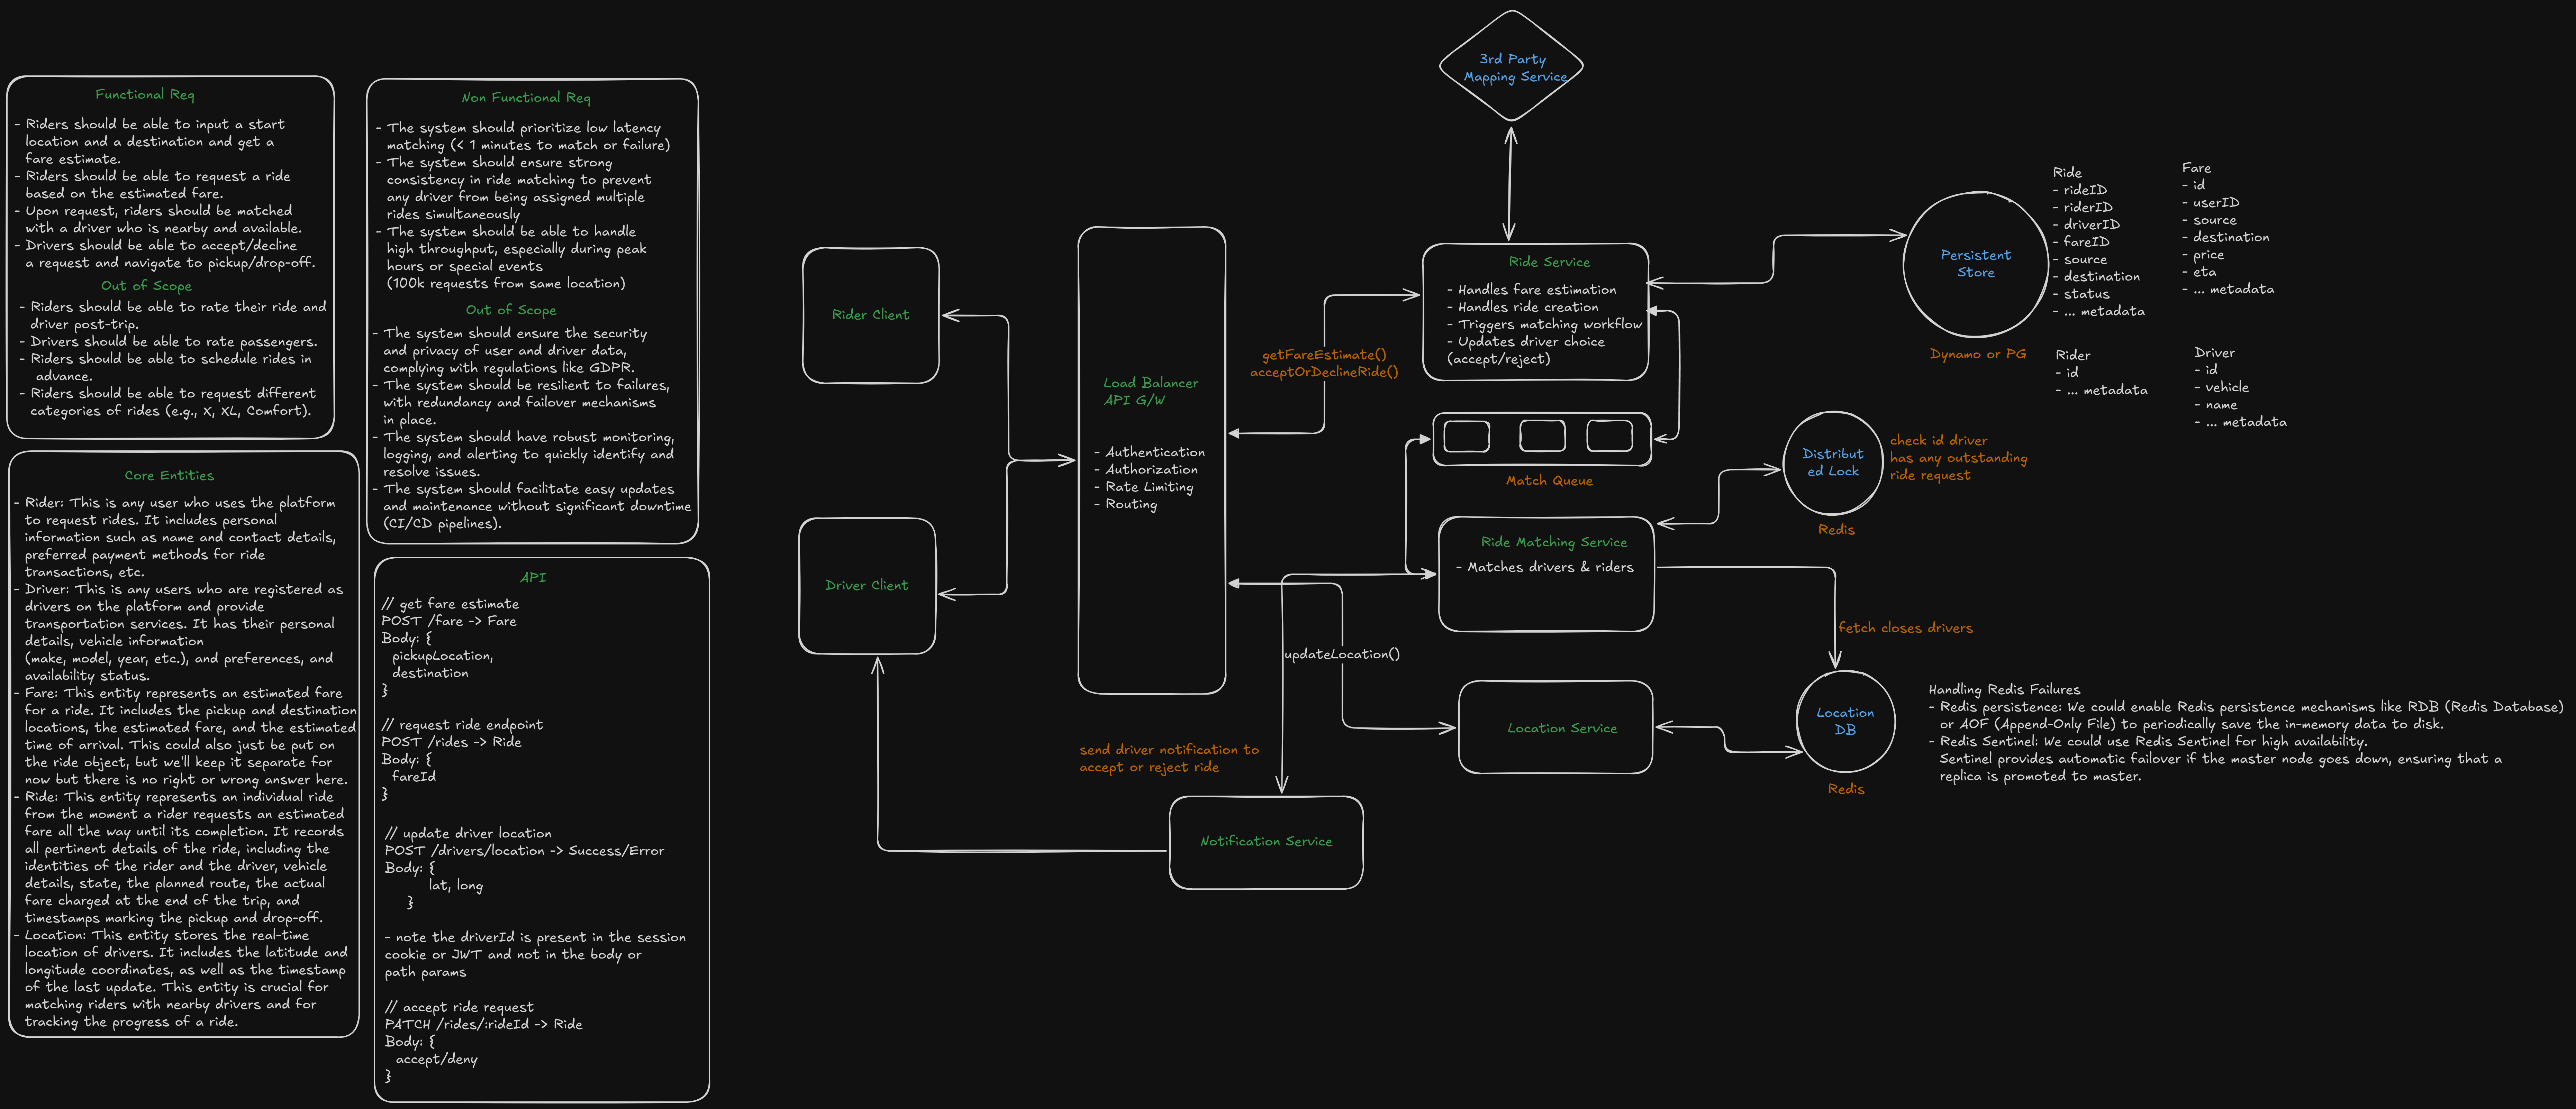 Functional Req
- Riders should be able to input a start
location and a destination and get a
fare estimate.
- Riders should be able to request a ride
based on the estimated fare.
- Upon request, riders should be matched
with a driver who is nearby and available.
- Drivers should be able to accept/decline
a request and navigate to pickup/drop-off.
Out of Scope
- Riders should be able to rate their ride and
driver post-trip.
- Drivers should be able to rate passengers.
- Riders should be able to schedule rides in
advance.
- Riders should be able to request different
categories of rides (e.g., X, XL, Comfort).
Core Entities
- Rider: This is any user who uses the platform
to request rides. It includes personal
information such as name and contact details,
preferred payment methods for ride
transactions, etc.
- Driver: This is any users who are registered as
drivers on the platform and provide
transportation services. It has their personal
details, vehicle information
(make, model, year, etc.), and preferences, and
availability status.
- Fare: This entity represents an estimated fare
for a ride. It includes the pickup and destination
locations, the estimated fare, and the estimated
time of arrival. This could also just be put on
the ride object, but we'll keep it separate for
now but there is no right or wrong answer here.
- Ride: This entity represents an individual ride
from the moment a rider requests an estimated
fare all the way until its completion. It records
all pertinent details of the ride, including the
identities of the rider and the driver, vehicle
details, state, the planned route, the actual
fare charged at the end of the trip, and
timestamps marking the pickup and drop-off.
- Location: This entity stores the real-time
location of drivers. It includes the latitude and
longitude coordinates, as well as the timestamp
of the last update. This entity is crucial for
matching riders with nearby drivers and for
tracking the progress of a ride.
Non Functional Req
- The system should prioritize low latency
matching (< 1 minutes to match or failure)
- The system should ensure strong
consistency in ride matching to prevent
any driver from being assigned multiple
rides simultaneously
- The system should be able to handle
high throughput, especially during peak
hours or special events
(100k requests from same location)
Out of Scope
- The system should ensure the security
and privacy of user and driver data,
complying with regulations like GDPR.
- The system should be resilient to failures,
with redundancy and failover mechanisms
in place.
- The system should have robust monitoring,
logging, and alerting to quickly identify and
resolve issues.
- The system should facilitate easy updates
and maintenance without significant downtime
(CI/CD pipelines).
API
// get fare estimate
POST /fare -> Fare
Body: {
pickupLocation,
destination
}
// request ride endpoint
POST /rides -> Ride
Body: {
fareId
}
// update driver location
POST /drivers/location -> Success/Error
Body: {
lat, long
}
- note the driverId is present in the session
cookie or JWT and not in the body or
path params
// accept ride request
PATCH /rides/:rideId -> Ride
Body: {
accept/deny
}
Rider Client
Driver Client
Load Balancer
API G/W
- Authentication
- Authorization
- Rate Limiting
- Routing
getFareEstimate()
acceptOrDeclineRide()
updateLocation()
send driver notification to
accept or reject ride
Notification Service
3rd Party
Mapping Service
Ride Service
- Handles fare estimation
- Handles ride creation
- Triggers matching workflow
- Updates driver choice
(accept/reject)
Match Queue
Ride Matching Service
- Matches drivers & riders
Location Service
Persistent
Store
Dynamo or PG
Ride
- rideID
- riderID
- driverID
- fareID
- source
- destination
- status
- ... metadata
Fare
- id
- userID
- source
- destination
- price
- eta
- ... metadata
Rider
- id
- ... metadata
Driver
- id
- vehicle
- name
- ... metadata
Distribut
ed Lock
Redis
check id driver
has any outstanding
ride request
fetch closes drivers
Location
DB
Redis
Handling Redis Failures
- Redis persistence: We could enable Redis persistence mechanisms like RDB (Redis Database)
or AOF (Append-Only File) to periodically save the in-memory data to disk.
- Redis Sentinel: We could use Redis Sentinel for high availability.
Sentinel provides automatic failover if the master node goes down, ensuring that a
replica is promoted to master.